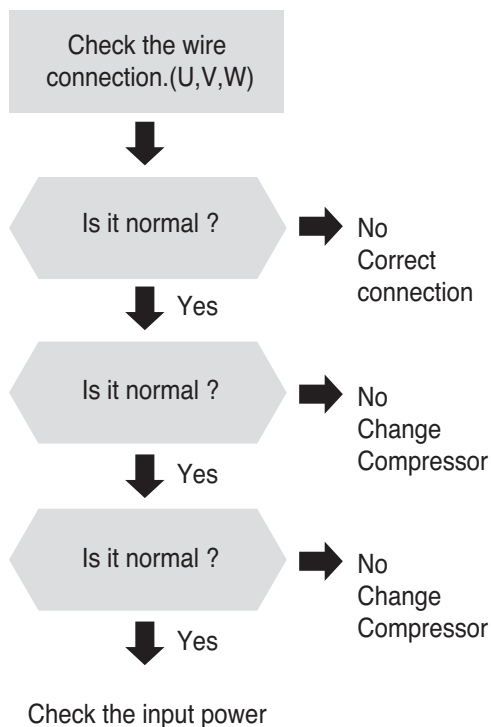 Check the wire
connection.(U,V,W)
Is it normal ?
No
Correct
connection
Yes
Is it normal ?
No
Change
Compressor
Yes
Is it normal ?
No
Change
Compressor
Yes
Check the input power